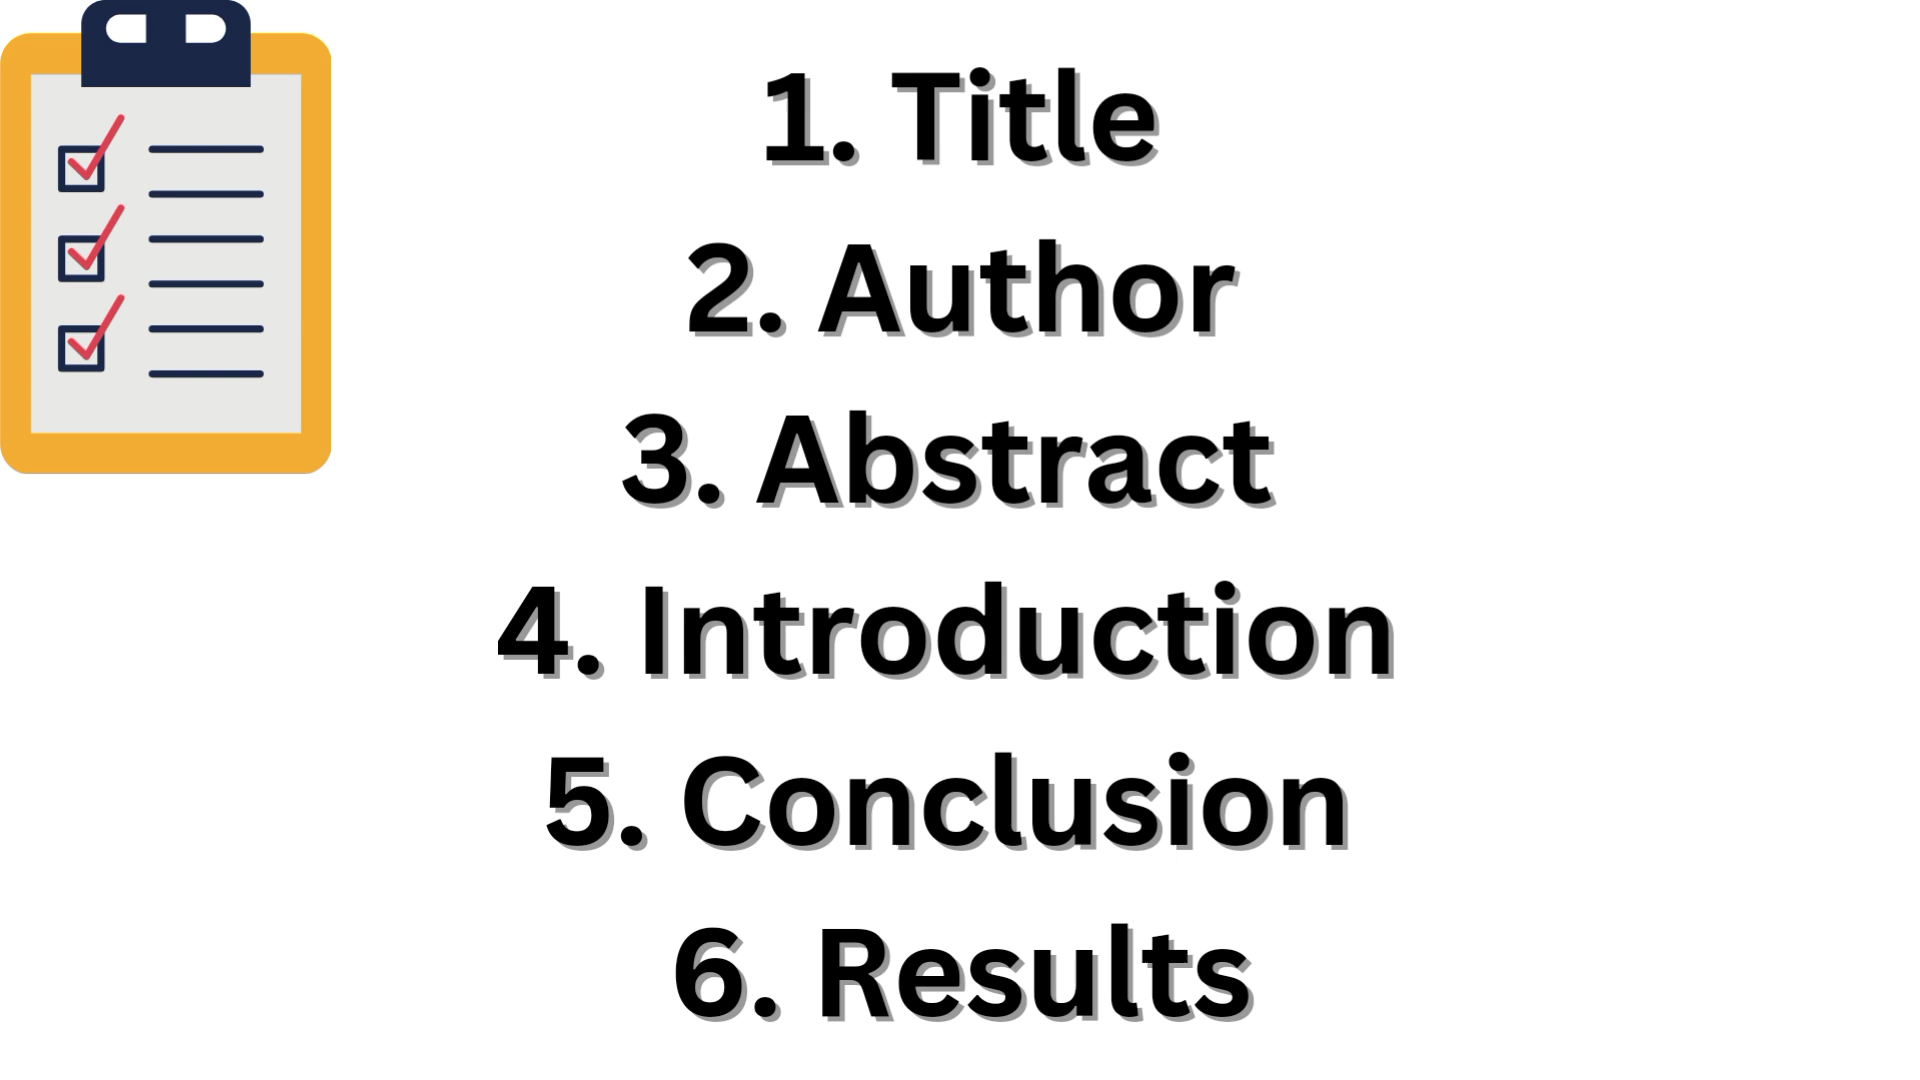 1. Title
2. Author
3. Abstract
4. Introduction
5. Conclusion
6. Results